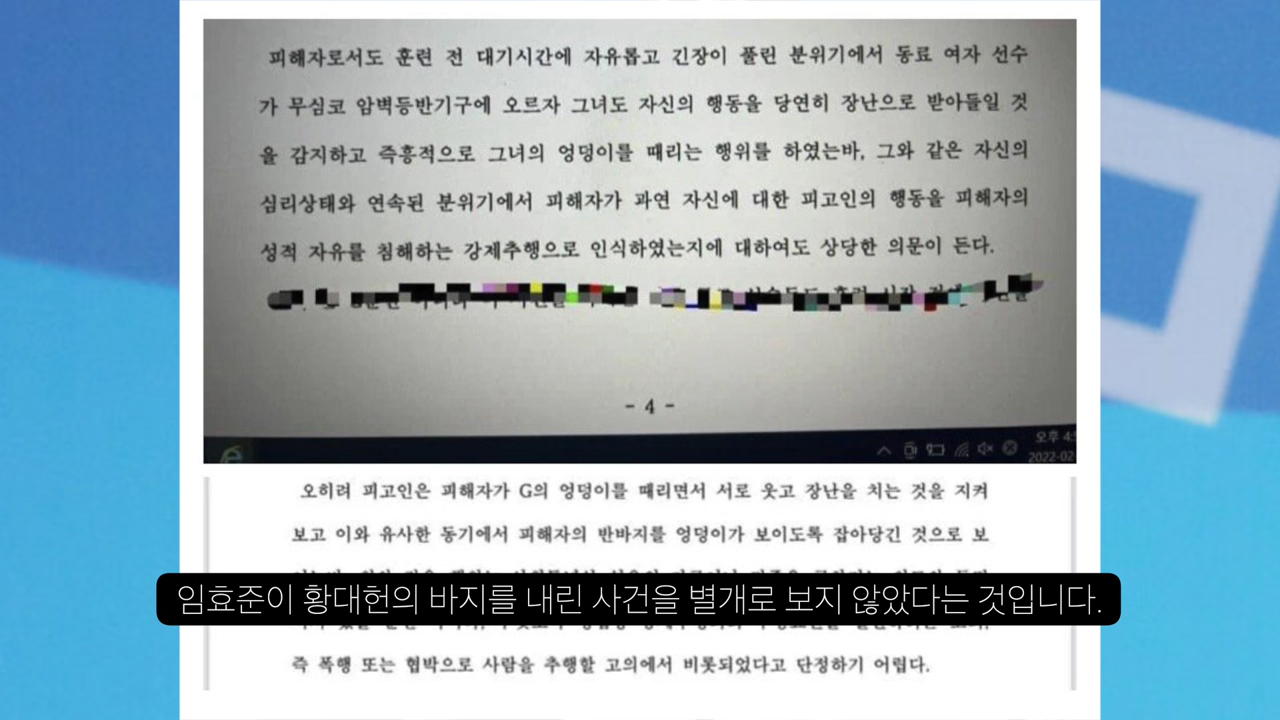 피해자로서도 훈련 전 대기시간에 자유롭고 긴장이 풀린 분위기에서 동료 여자 선수
가 무심코 암벽등반기구에 오르자 그녀도 자신의 행동을 당연히 장난으로 받아들일 것
을 감지하고 즉흥적으로 그녀의 엉덩이를 때리는 행위를 하였는바, 그와 같은 자신의
심리상태와 연속된 분위기에서 피해자가 과연 자신에 대한 피고인의 행동을 피해자의
성적 자유를 침해하는 강제추행으로 인식하였는지에 대하여도 상당한 의문이 든다.
- 4 -
오후 4:5
2022-02
오히려 피고인은 피해자가 G의 엉덩이를 때리면서 서로 웃고 장난을 치는 것을 지켜
보고 이와 유사한 동기에서 피해자의 반바지를 엉덩이가 보이도록 잡아당긴 것으로 보
임효준이 황대헌의 바지를 내린 사건을 별개로 보지 않았다는 것입니다.
즉 폭행 또는 협박으로 사람을 추행할 고의에서 비롯되었다고 단정하기 어렵다.